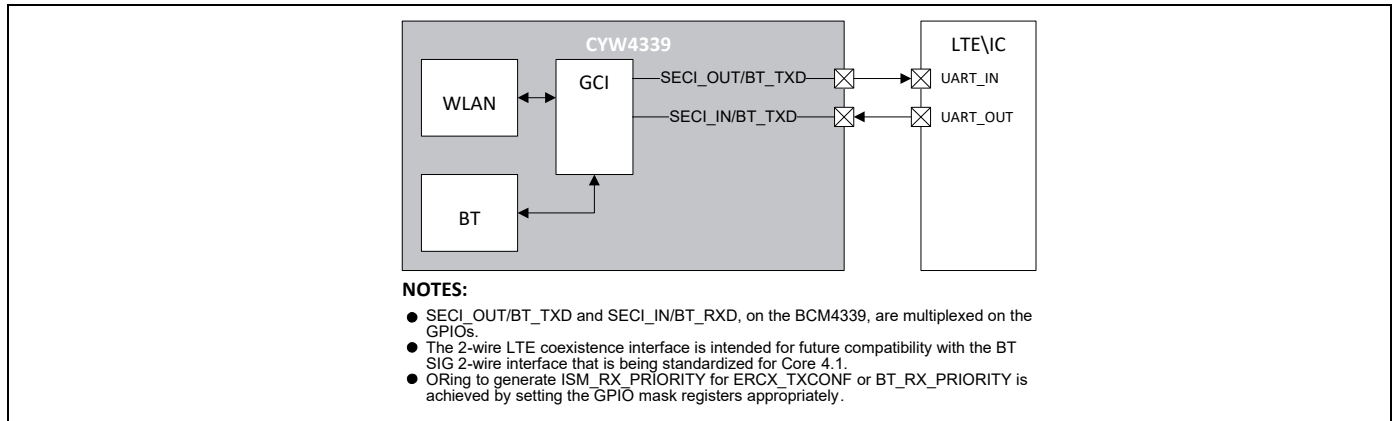 CYW4339
LTE\IC
WLAN
GCI
SECI_OUT/BT_TXD
UART_IN
SECI_IN/BT_TXD
UART_OUT
BT
NOTES:
● SECI_OUT/BT_TXD and SECI_IN/BT_RXD, on the BCM4339, are multiplexed on the
GPIOs.
● The 2-wire LTE coexistence interface is intended for future compatibility with the BT
SIG 2-wire interface that is being standardized for Core 4.1.
● ORing to generate ISM_RX_PRIORITY for ERCX_TXCONF or BT_RX_PRIORITY is
achieved by setting the GPIO mask registers appropriately.